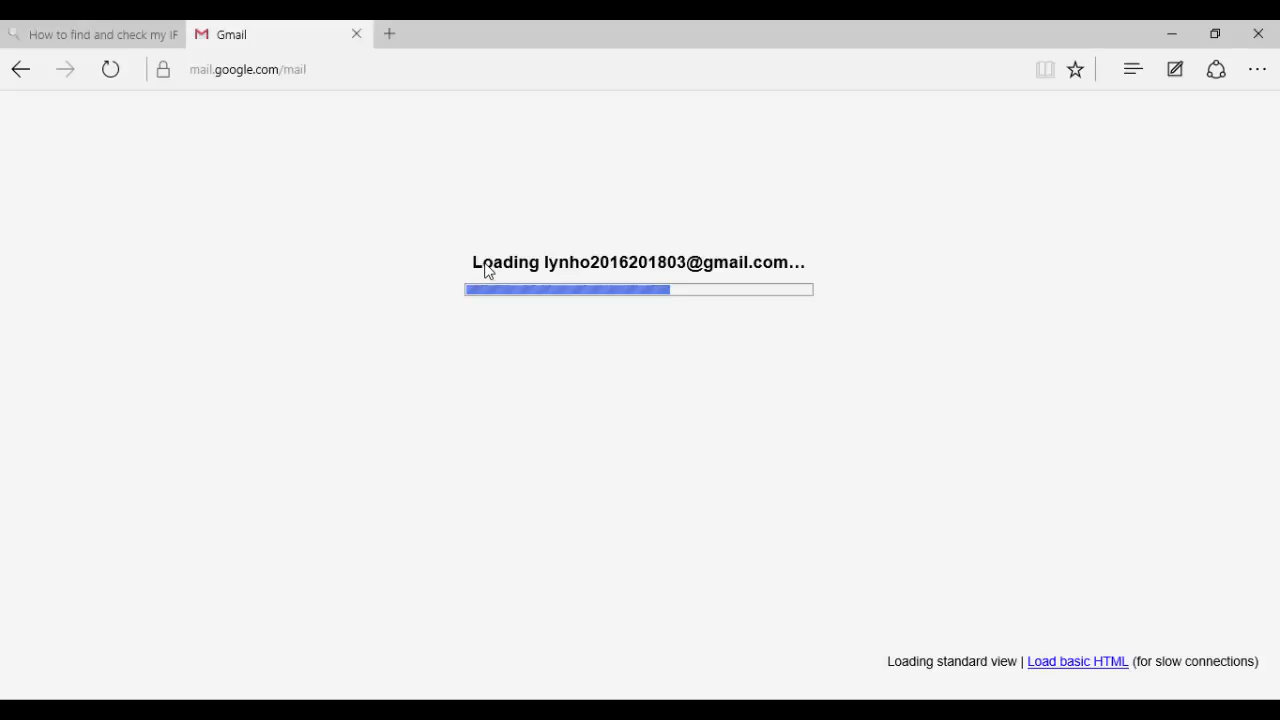 How to find and check my IF
Gmail
mail.google.com/mail
Loading lynho2016201803@gmail.com...
Loading standard view | Load basic HTML (for slow connections)